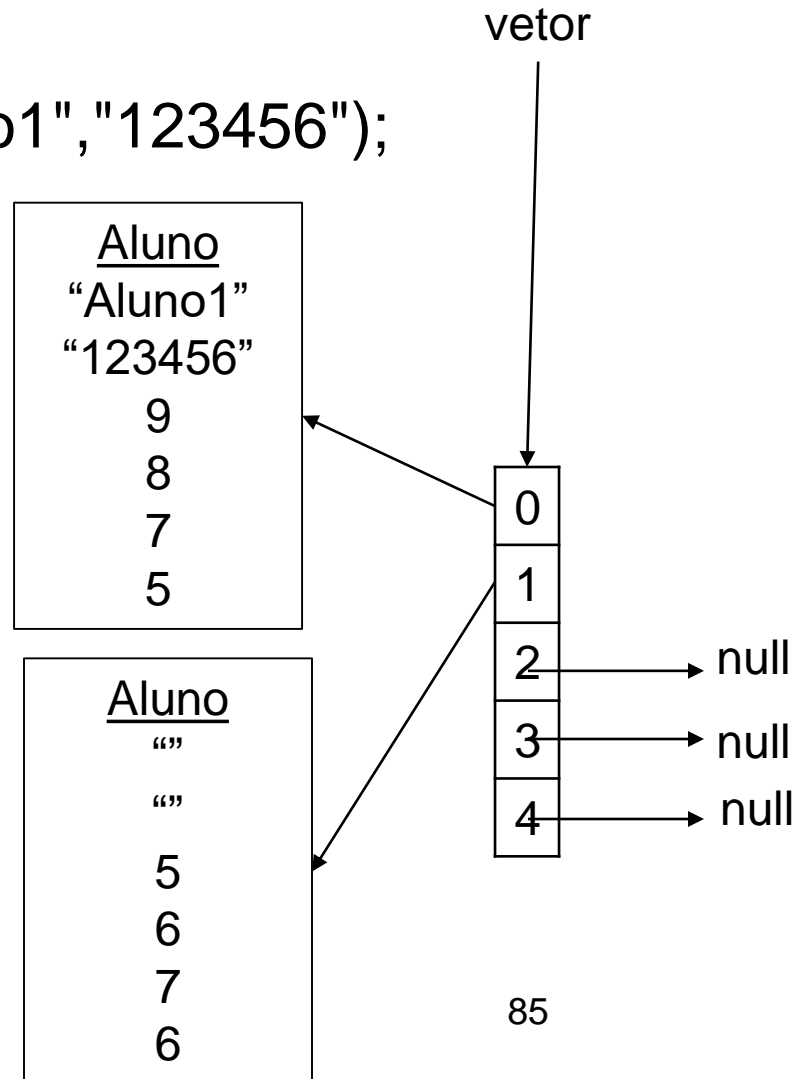 vetor
o1","123456");
Aluno
“Aluno1”
“123456”
9
8
7
5
0
1
2
3
4
null
null
null
Aluno
“”
“”
5
6
7
6
85